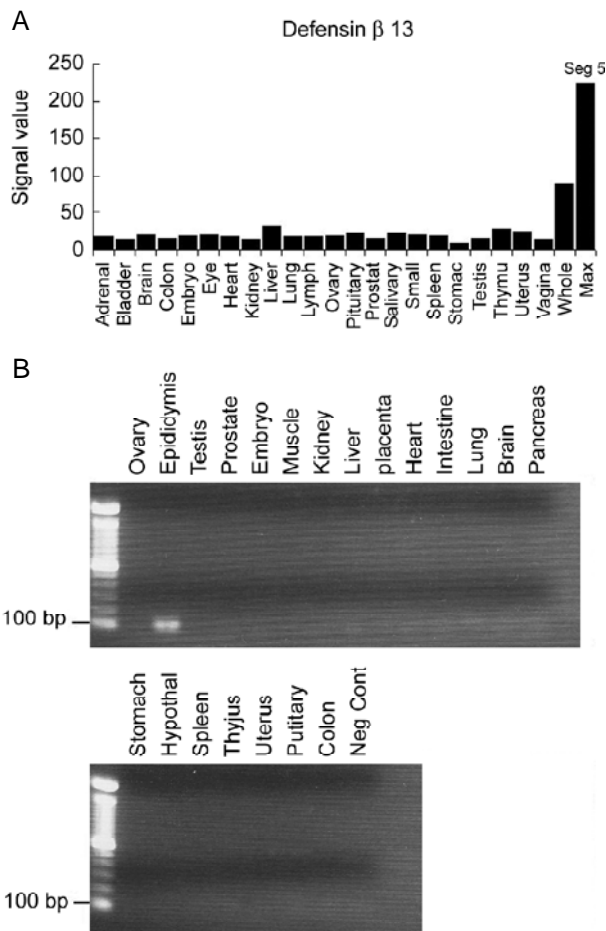 A
Defensin β 13
Seg 5
250
200
150
100
50
0
Signal value
Adrenal
Bladder
Brain
Colon
Embryo
Eye
Heart
Kidney
Liver
Lung
Lymph
Ovary
Pituitary
Prostat
Salivary
Small
Spleen
Stomac
Testis
Thymu
Uterus
Vagina
Whole
Max
B
Ovary
Epididymis
Testis
Prostate
Embryo
Muscle
Kidney
Liver
placenta
Heart
Intestine
Lung
Brain
Pancreas
100 bp
Stomach
Hypothal
Spleen
Thyjus
Uterus
Putitary
Colon
Neg Cont
100 bp